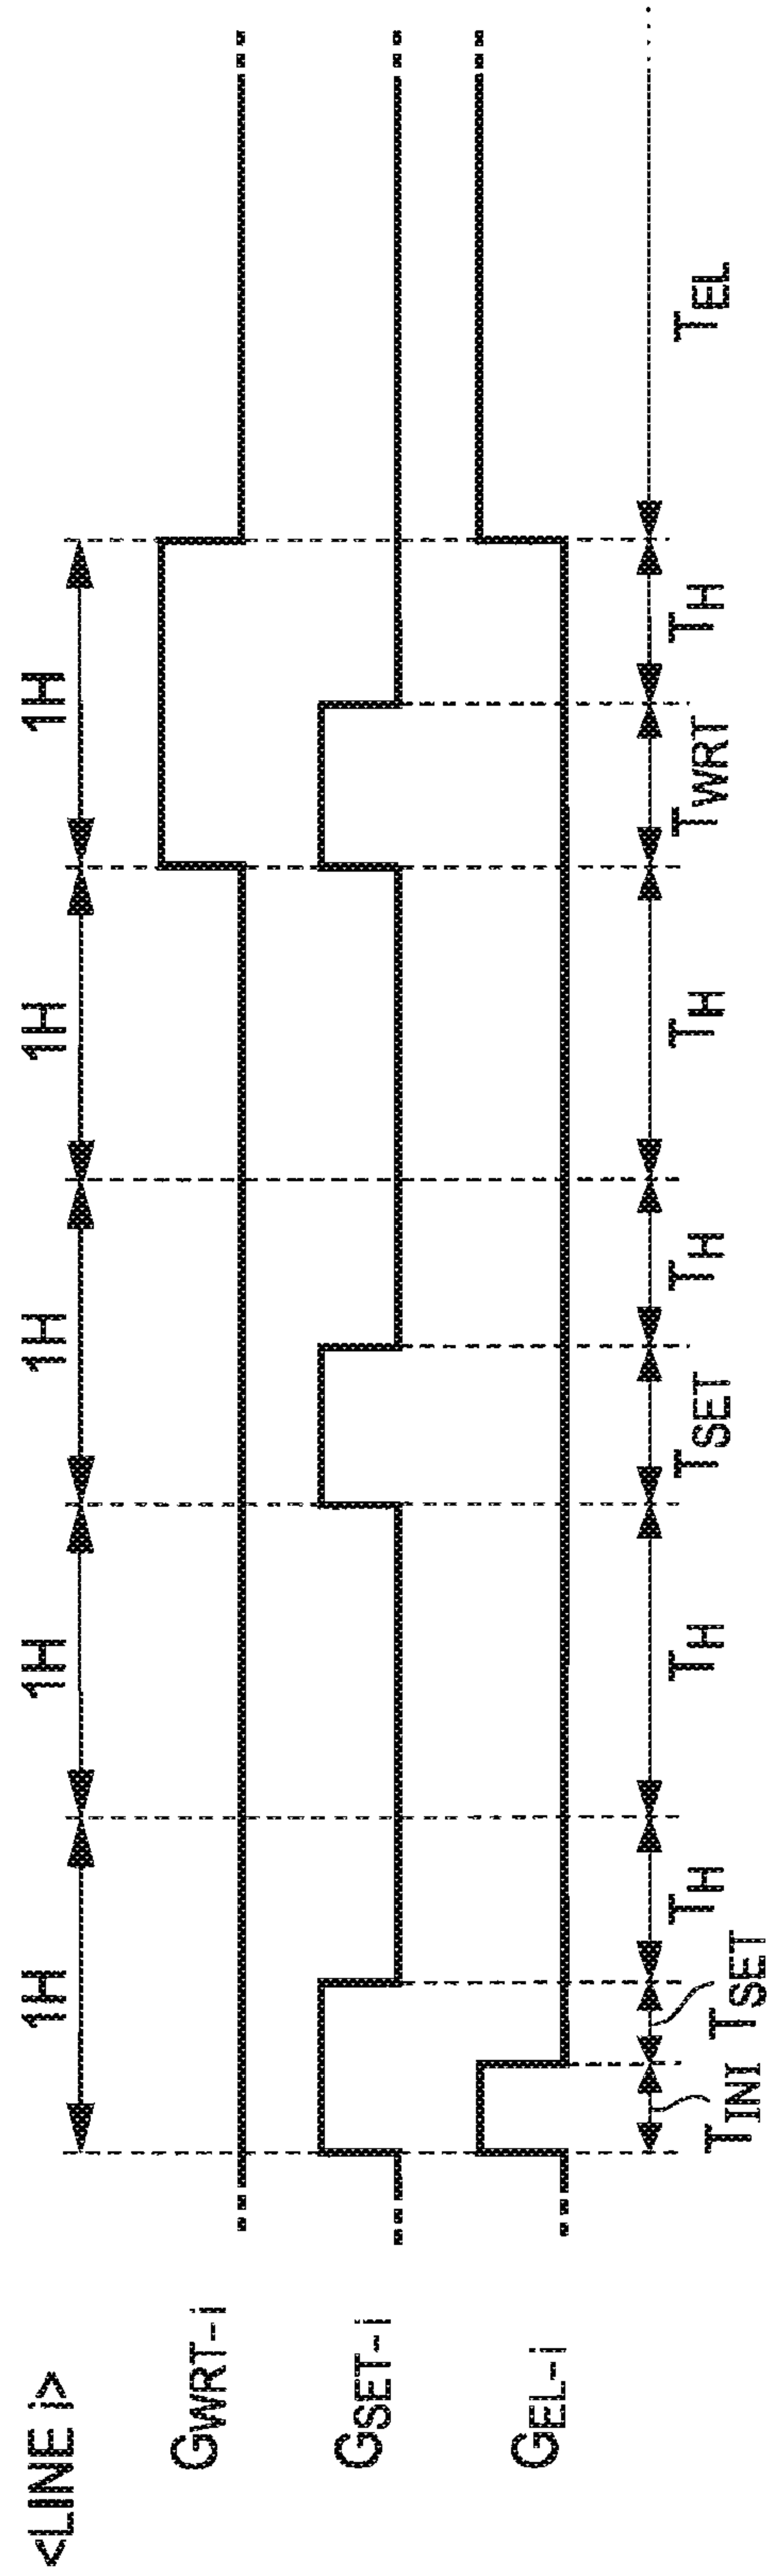 <LINE i>
1H 1H 1H 1H 1H
GWRT-i
GSET-i
GEL-i
TINI TSET TH TH TSET TH TH TWRT TH TEL